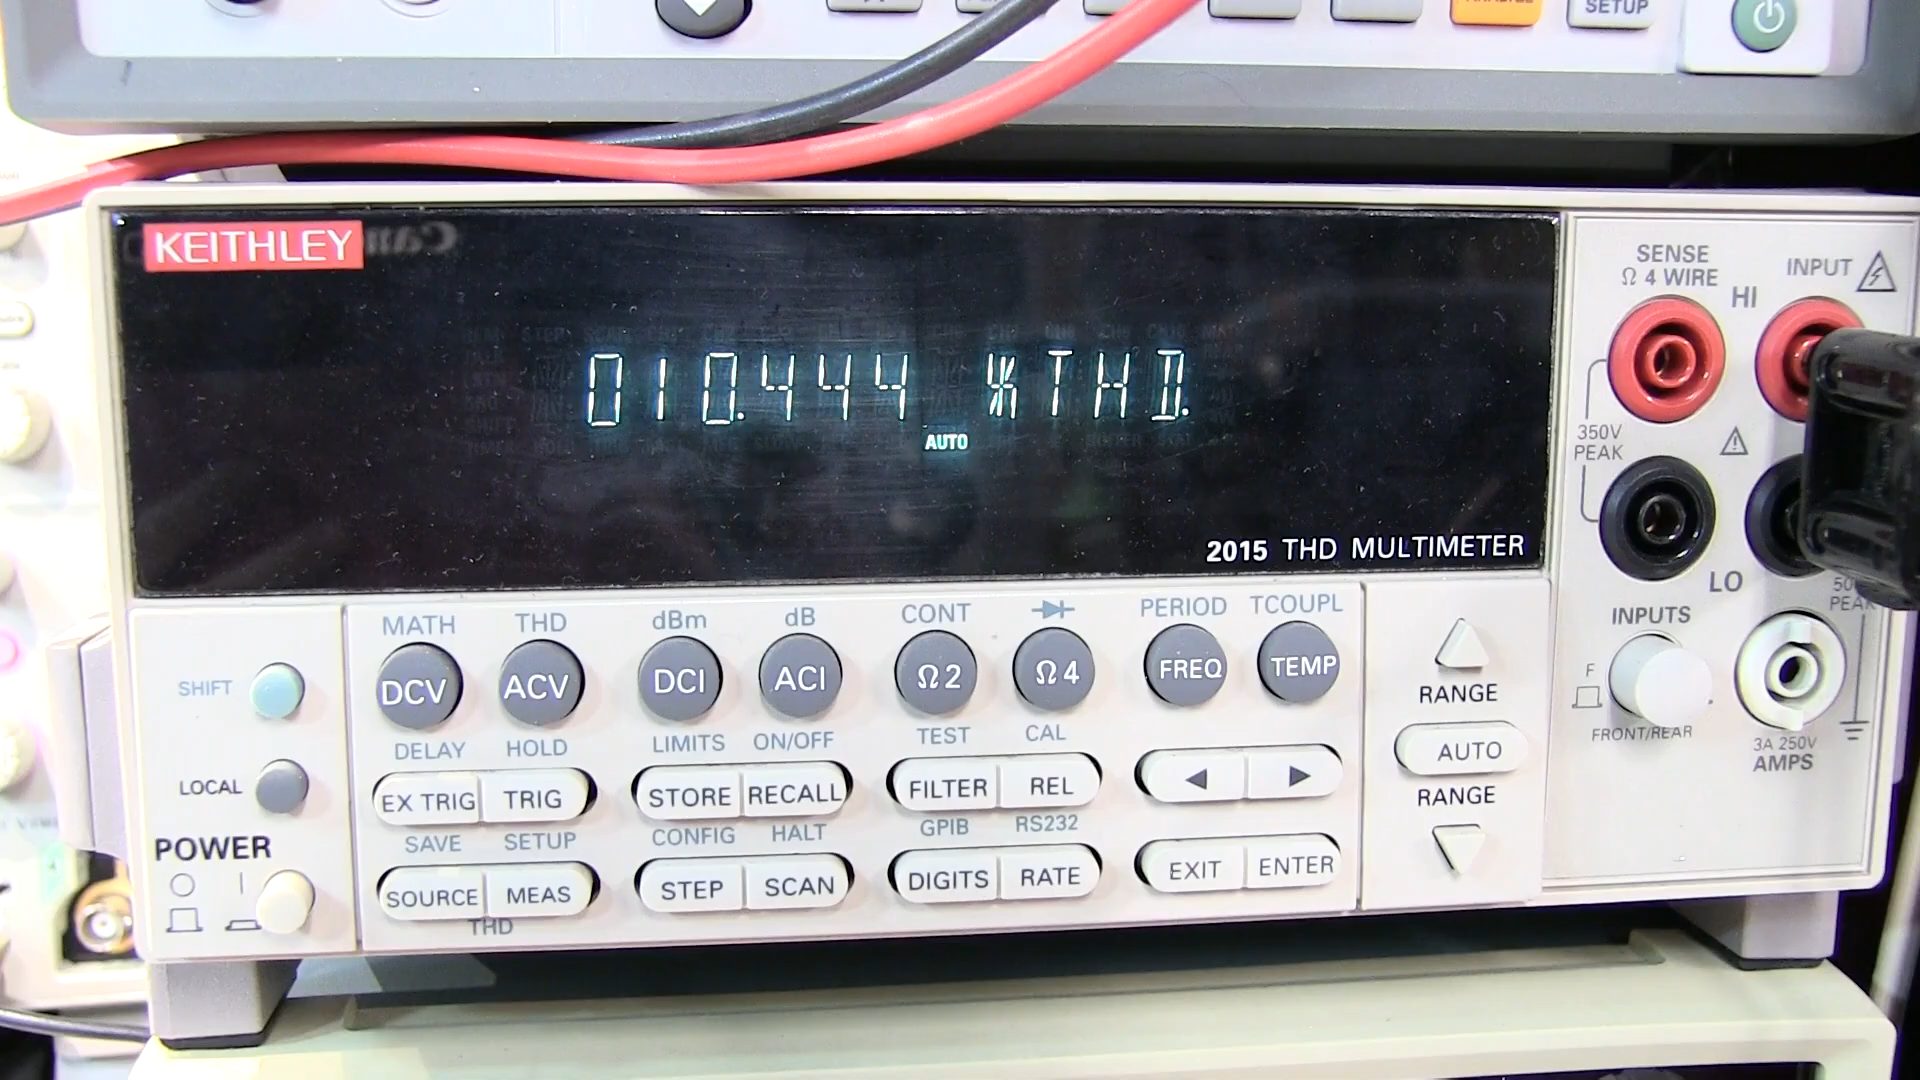 SETUP
KEITHLEY
010.444 %THD.
AUTO
2015 THD MULTIMETER
SENSE
Ω 4 WIRE
INPUT
HI
350V
PEAK
LO
PEAK
INPUTS
F
FRONT/REAR
3A 250V
AMPS
MATH THD dBm dB CONT PERIOD TCOUPL
SHIFT
DCV ACV DCI ACI Ω2 Ω4 FREQ TEMP
RANGE
DELAY HOLD LIMITS ON/OFF TEST CAL
AUTO
LOCAL
EX TRIG TRIG STORE RECALL FILTER REL
RANGE
POWER
SAVE SETUP CONFIG HALT GPIB RS232
SOURCE MEAS STEP SCAN DIGITS RATE EXIT ENTER
THD